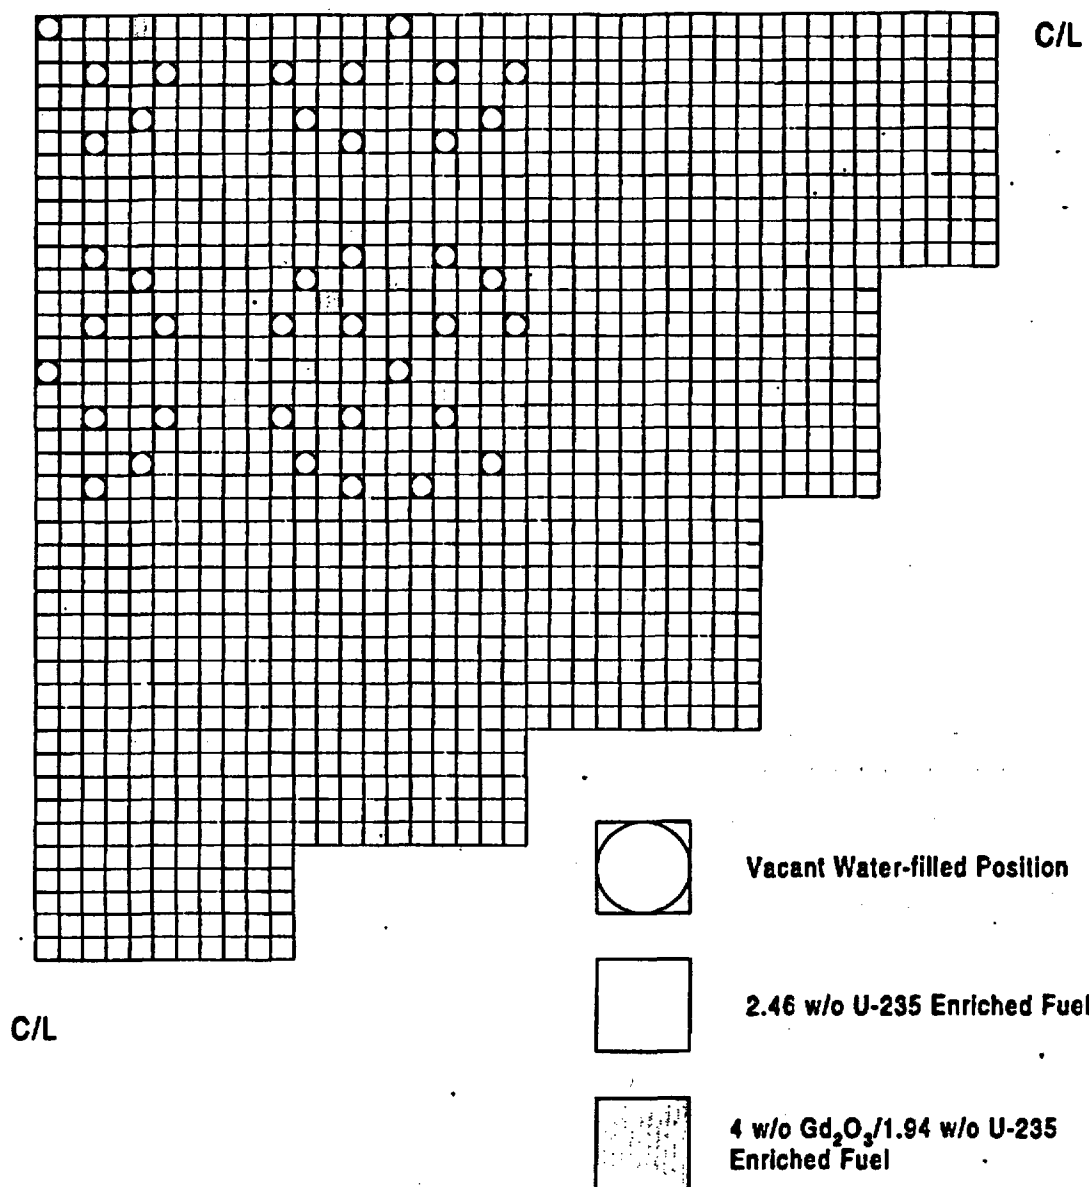 C/L
C/L
Vacant Water-filled Position
2.46 w/o U-235 Enriched Fuel
4 w/o Gd₂O₃/1.94 w/o U-235
Enriched Fuel